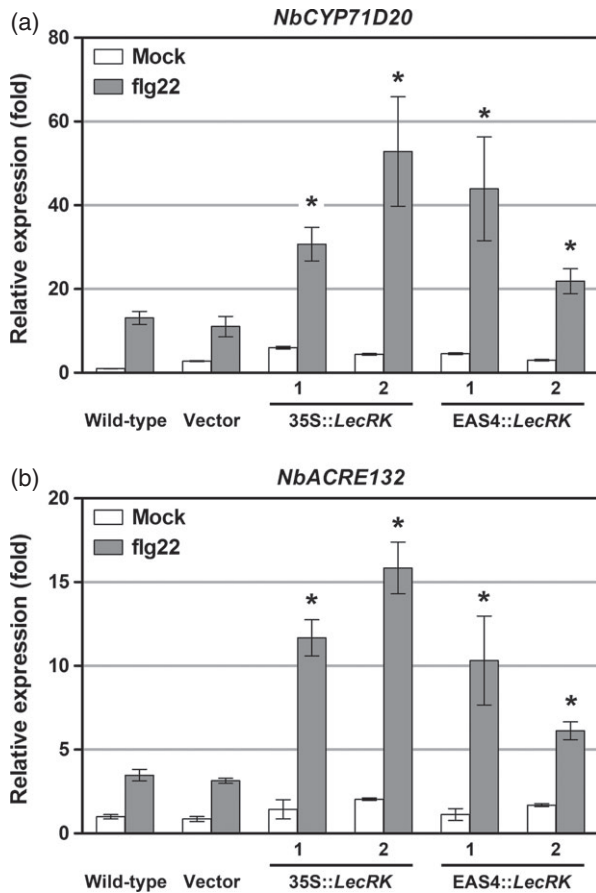 (a)
NbCYP71D20
Relative expression (fold)
80
60
40
20
0
Mock
flg22
* * * *
1 2 1 2
Wild-type Vector 35S::LecRK EAS4::LecRK
(b)
NbACRE132
Relative expression (fold)
20
15
10
5
0
Mock
flg22
* * * *
1 2 1 2
Wild-type Vector 35S::LecRK EAS4::LecRK